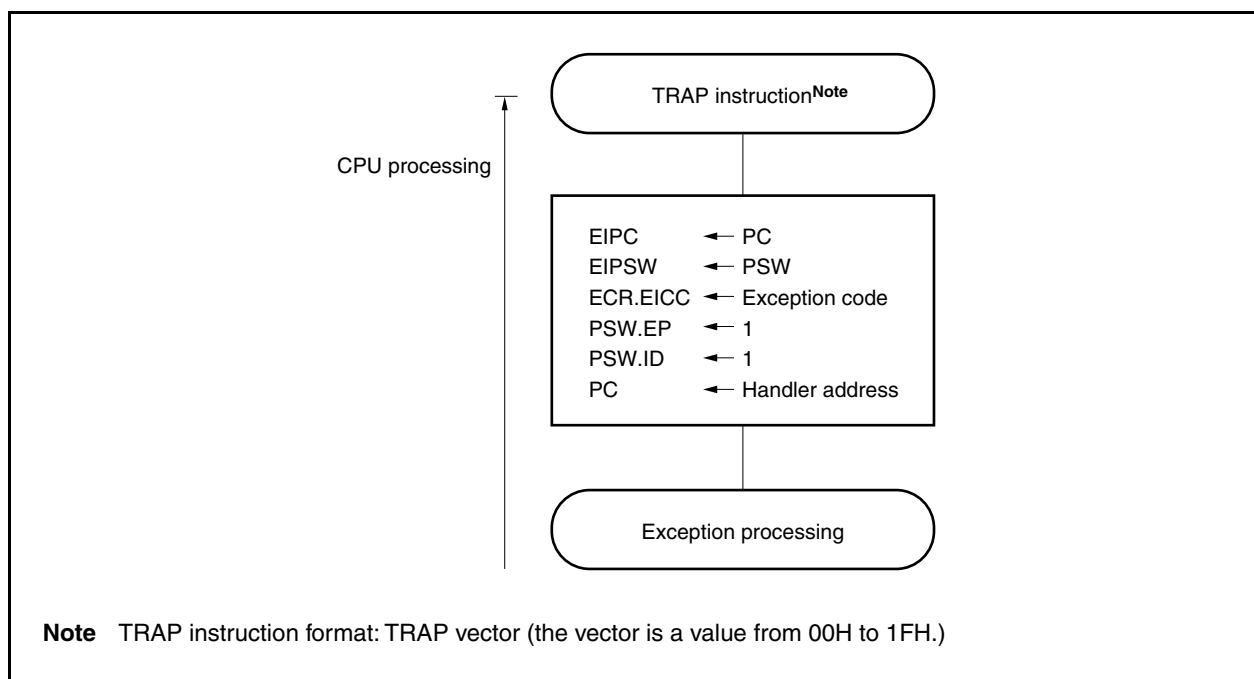 TRAP instructionNote
CPU processing
EIPC ← PC
EIPSW ← PSW
ECR.EICC ← Exception code
PSW.EP ← 1
PSW.ID ← 1
PC ← Handler address
Exception processing
Note TRAP instruction format: TRAP vector (the vector is a value from 00H to 1FH.)